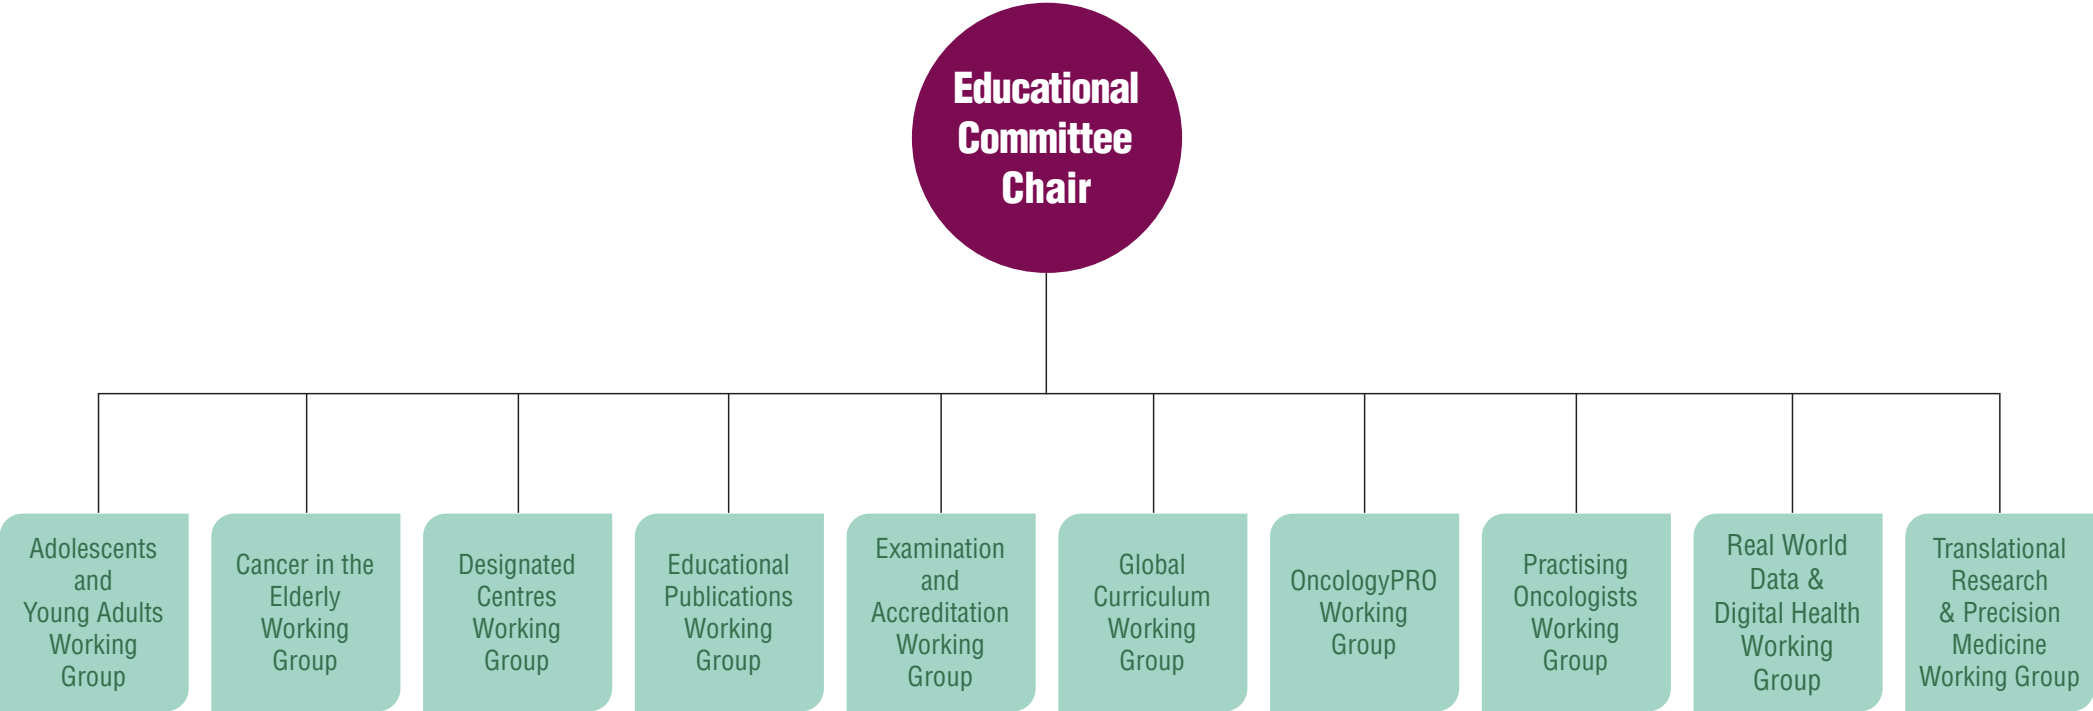 Educational
Committee
Chair
Adolescents
and
Young Adults
Working
Group
Cancer in the
Elderly
Working
Group
Designated
Centres
Working
Group
Educational
Publications
Working
Group
Examination
and
Accreditation
Working
Group
Global
Curriculum
Working
Group
OncologyPRO
Working
Group
Practising
Oncologists
Working
Group
Real World
Data &
Digital Health
Working
Group
Translational
Research
& Precision
Medicine
Working Group